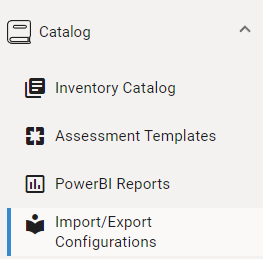 Catalog
Inventory Catalog
Assessment Templates
PowerBI Reports
Import/Export
Configurations